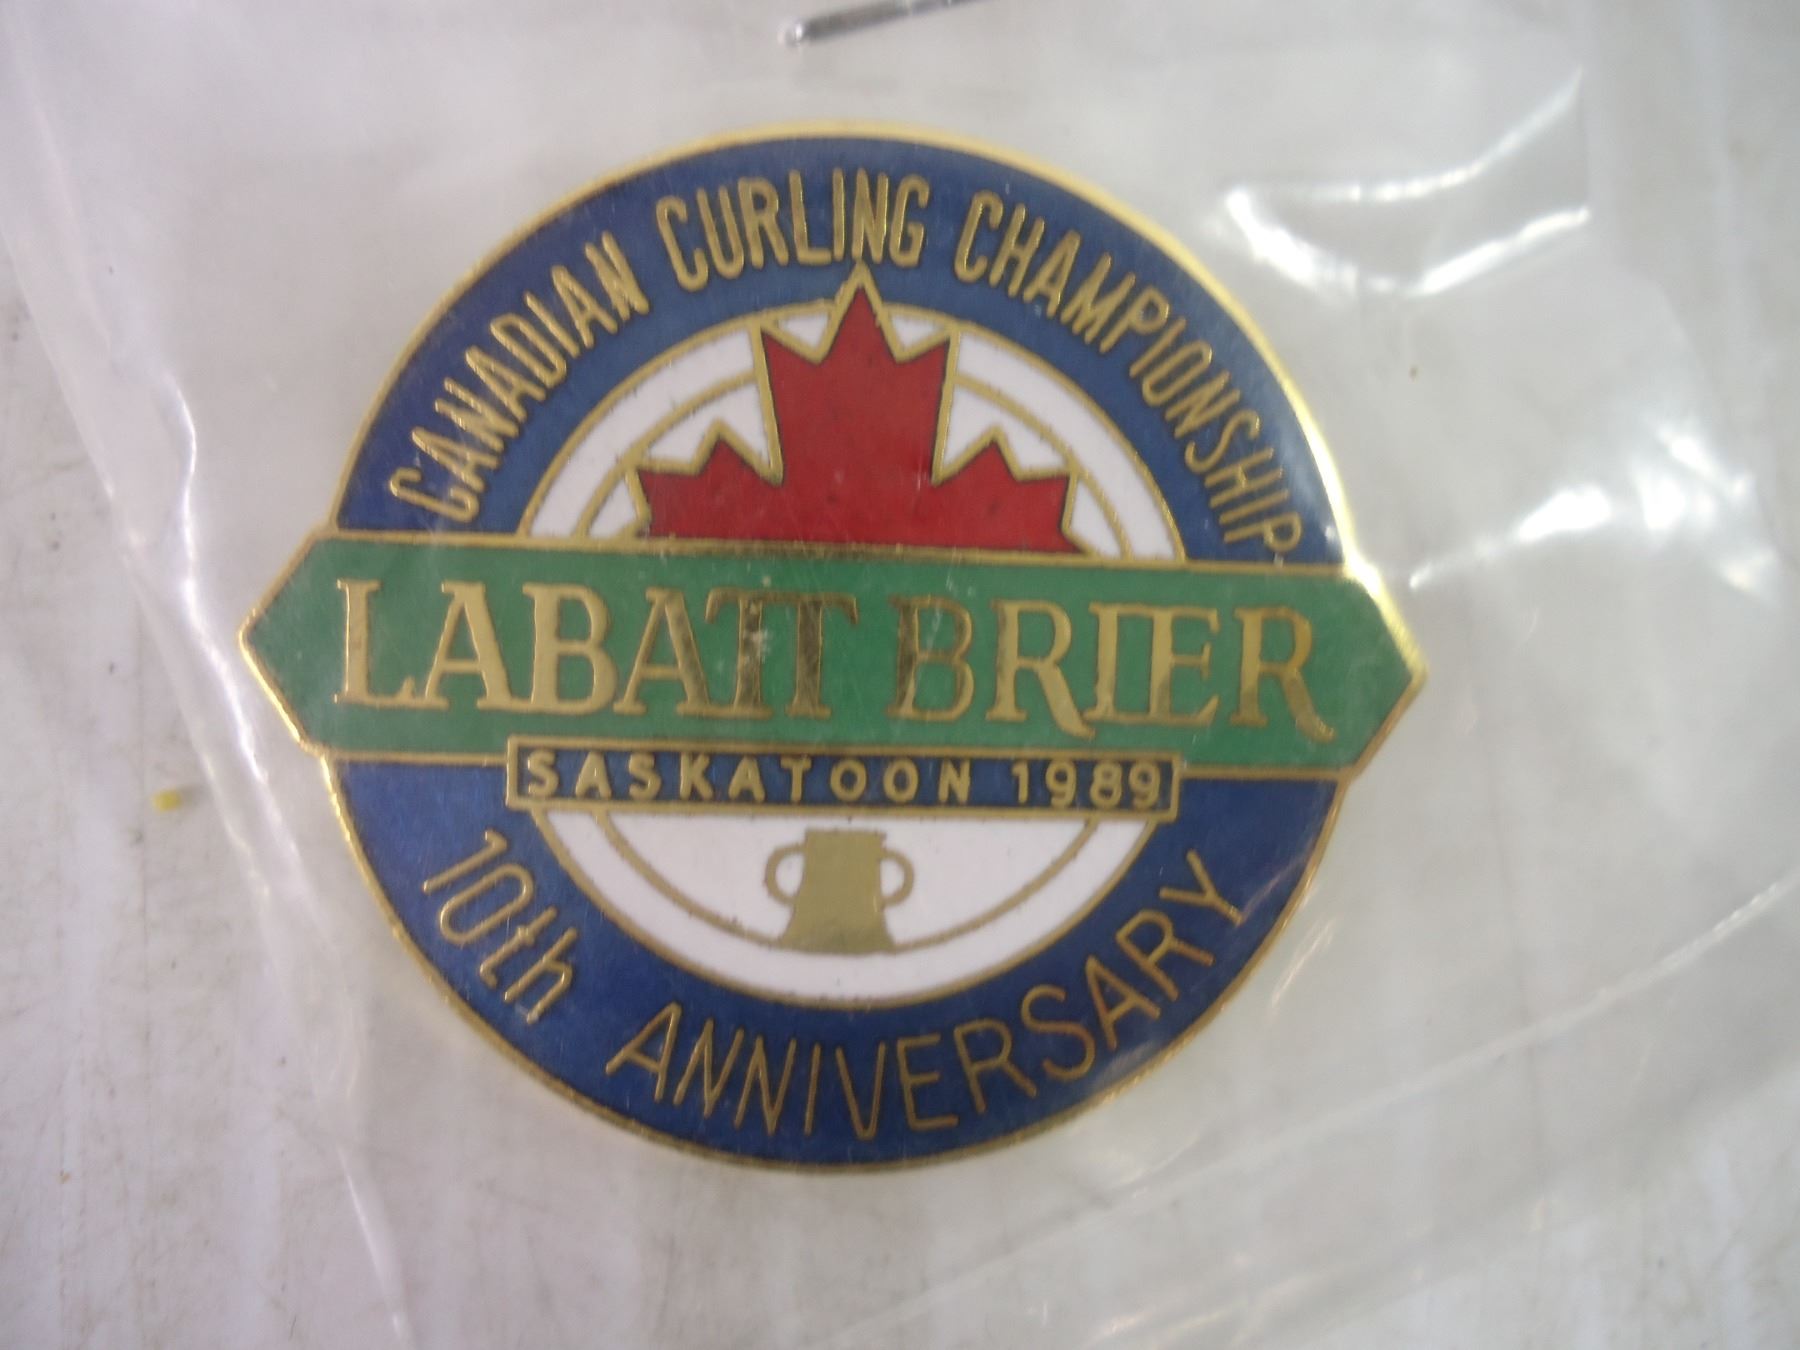 CANADIAN CURLING CHAMPIONSHIP
LABATT BRIER
SASKATOON 1989
10th ANNIVERSARY